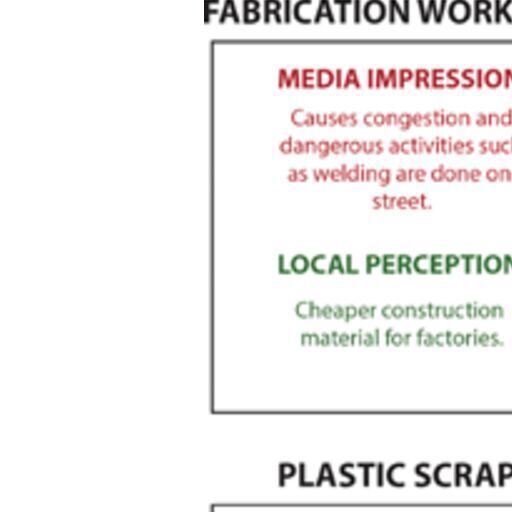 FABRICATION WORK
MEDIA IMPRESSION
Causes congestion and
dangerous activities such
as welding are done on
street.
LOCAL PERCEPTION
Cheaper construction
material for factories.
PLASTIC SCRAP